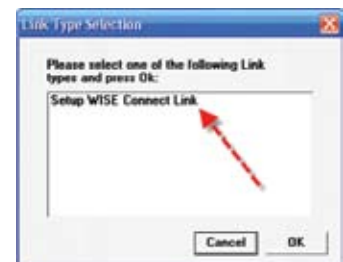 Link Type Selection
Please select one of the following Link
types and press Ok:
Setup WISE Connect Link
Cancel
OK